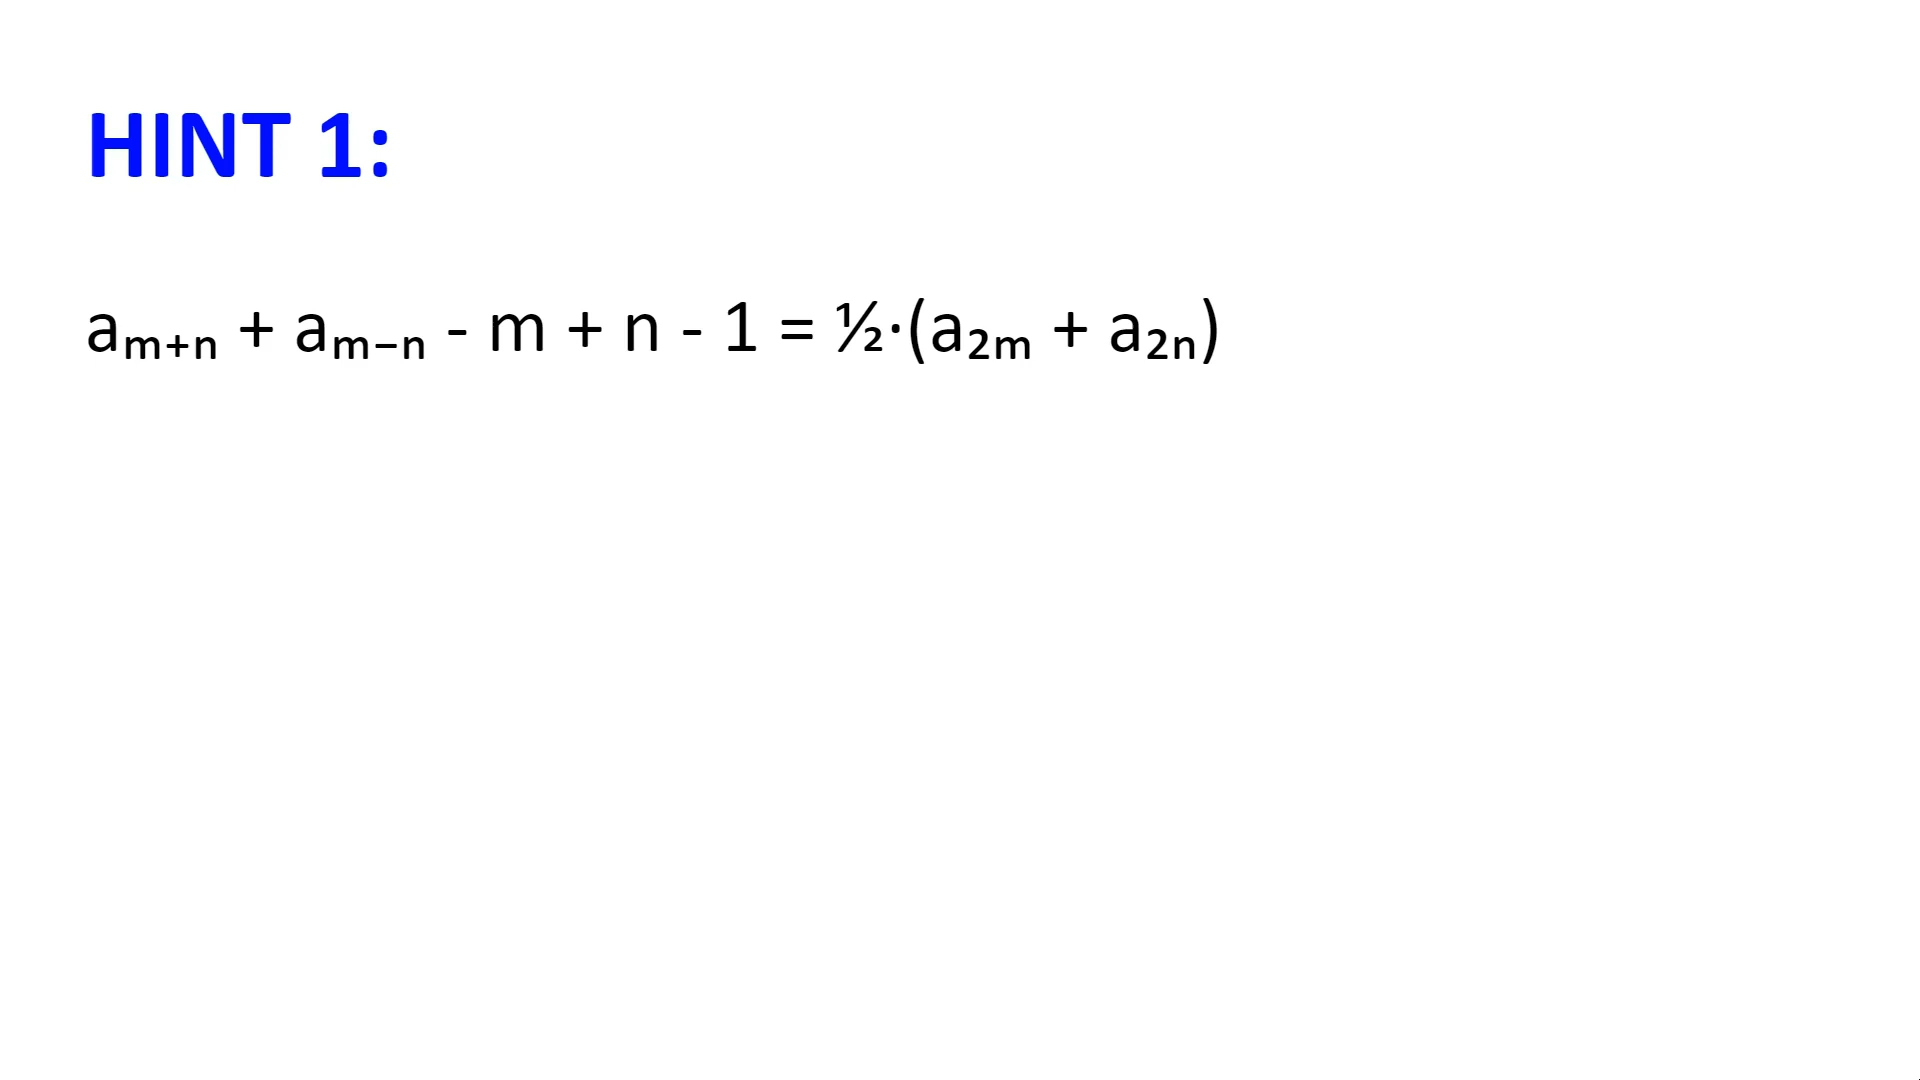 HINT 1:
aₘ₊ₙ + aₘ₋ₙ - m + n - 1 = ½·(a₂ₘ + a₂ₙ)